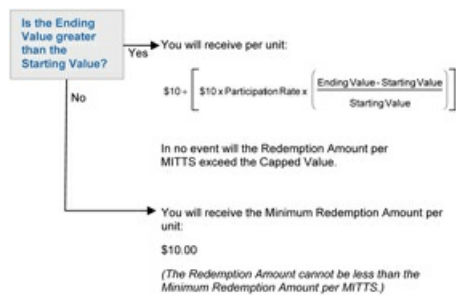 Is the Ending
Value greater
than the
Starting Value?
Yes
You will receive per unit:
$10 + [ $10 x Participation Rate x ( Ending Value - Starting Value
Starting Value ) ]
No
In no event will the Redemption Amount per
MITTS exceed the Capped Value.
You will receive the Minimum Redemption Amount per
unit:
$10.00
(The Redemption Amount cannot be less than the
Minimum Redemption Amount per MITTS.)